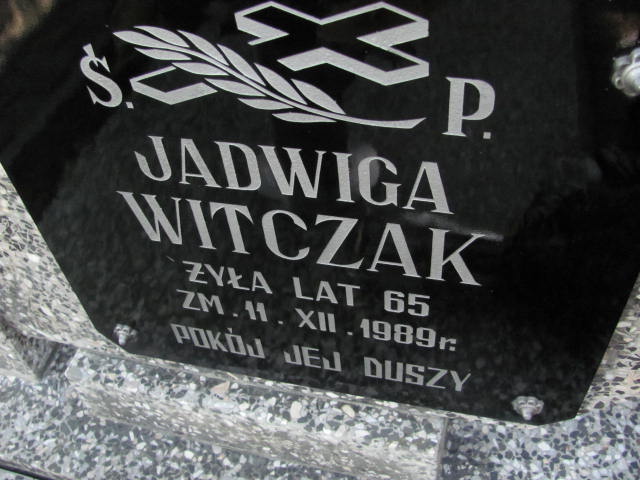 Ś. P.
JADWIGA
WITCZAK
ŻYŁA LAT 65
ZM. 11. XII. 1989r.
POKÓJ JEJ DUSZY